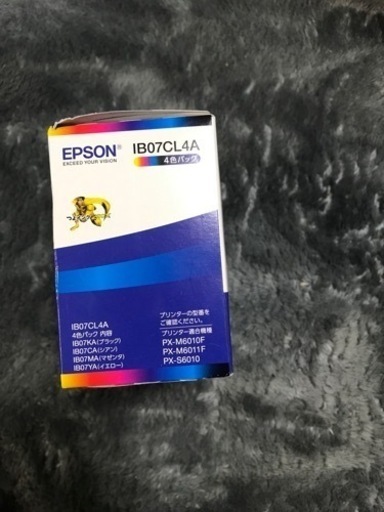 EPSON® IB07CL4A
EXCEED YOUR VISION
4色パック
IB07CL4A
4色パック 内容
IB07KA(ブラック)
IB07CA(シアン)
IB07MA(マゼンタ)
IB07YA(イエロー)
プリンターの型番を
ご確認ください。
プリンター適合機種
PX-M6010F
PX-M6011F
PX-S6010